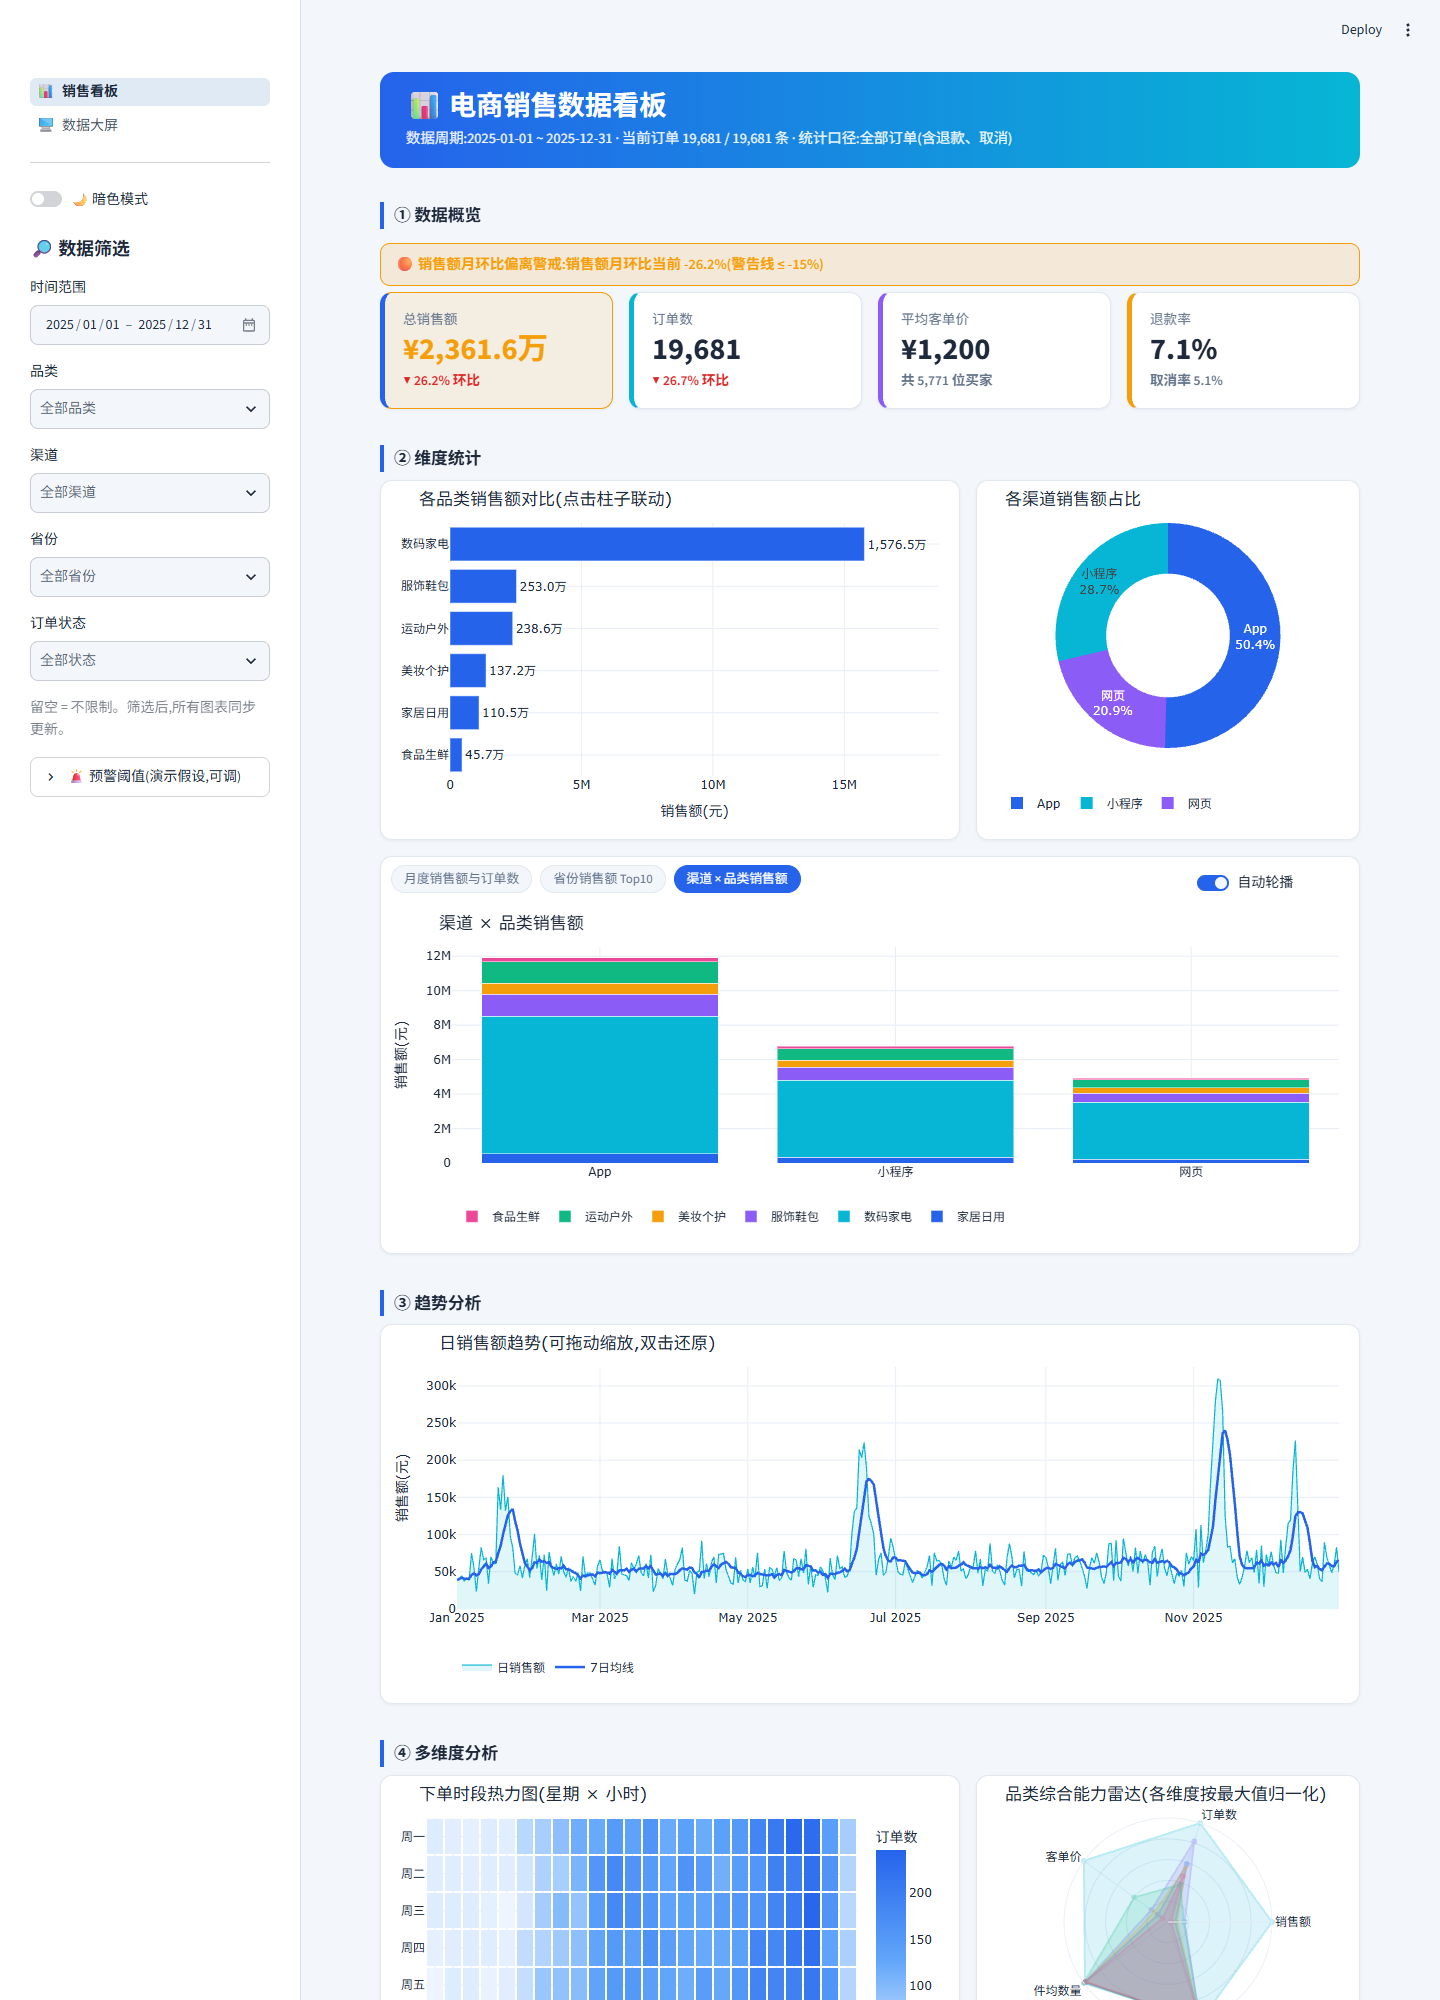 Deploy
销售看板
数据大屏
暗色模式
数据筛选
时间范围
2025/01/01 – 2025/12/31
品类
全部品类
渠道
全部渠道
省份
全部省份
订单状态
全部状态
留空 = 不限制。筛选后,所有图表同步
更新。
预警阈值(演示假设,可调)
电商销售数据看板
数据周期:2025-01-01 ~ 2025-12-31 · 当前订单 19,681 / 19,681 条 · 统计口径:全部订单(含退款、取消)
① 数据概览
销售额月环比偏离警戒:销售额月环比当前 -26.2%(警告线 ≤ -15%)
总销售额
¥2,361.6万
▼ 26.2% 环比
订单数
19,681
▼ 26.7% 环比
平均客单价
¥1,200
共 5,771 位买家
退款率
7.1%
取消率 5.1%
② 维度统计
各品类销售额对比(点击柱子联动)
数码家电 1,576.5万
服饰鞋包 253.0万
运动户外 238.6万
美妆个护 137.2万
家居日用 110.5万
食品生鲜 45.7万
0 5M 10M 15M
销售额(元)
各渠道销售额占比
小程序
28.7%
App
50.4%
网页
20.9%
App 小程序 网页
月度销售额与订单数 省份销售额 Top10 渠道 × 品类销售额
自动轮播
渠道 × 品类销售额
12M
10M
8M
6M
4M
2M
0
销售额(元)
App 小程序 网页
食品生鲜 运动户外 美妆个护 服饰鞋包 数码家电 家居日用
③ 趋势分析
日销售额趋势(可拖动缩放,双击还原)
300k
250k
200k
150k
100k
50k
0
销售额(元)
Jan 2025 Mar 2025 May 2025 Jul 2025 Sep 2025 Nov 2025
日销售额 7日均线
④ 多维度分析
下单时段热力图(星期 × 小时)
周一
周二
周三
周四
周五
订单数
200
150
100
品类综合能力雷达(各维度按最大值归一化)
订单数
客单价
销售额
件均数量